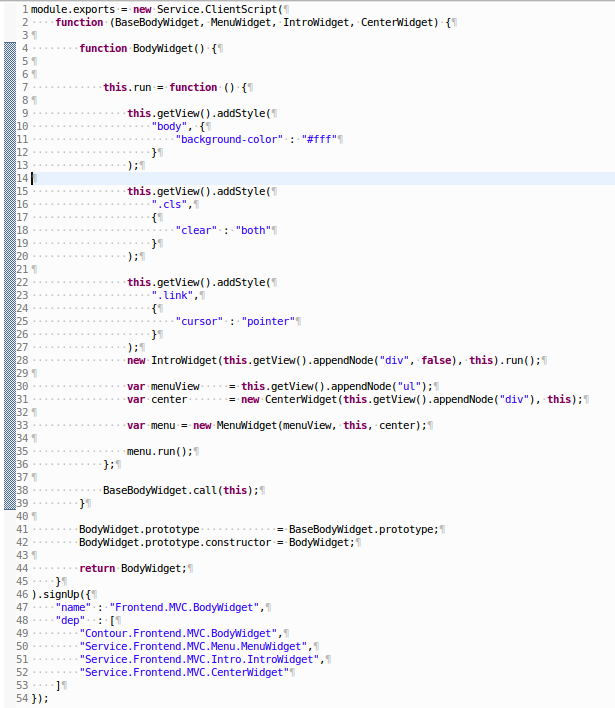 1 module.exports = new Service.ClientScript(
2     function (BaseBodyWidget, MenuWidget, IntroWidget, CenterWidget) {
3
4         function BodyWidget() {
5
6
7             this.run = function () {
8
9                 this.getView().addStyle(
10                     "body", {
11                         "background-color" : "#fff"
12                     }
13                 );
14
15                 this.getView().addStyle(
16                     ".cls",
17                     {
18                         "clear" : "both"
19                     }
20                 );
21
22                 this.getView().addStyle(
23                     ".link",
24                     {
25                         "cursor" : "pointer"
26                     }
27                 );
28                 new IntroWidget(this.getView().appendNode("div", false), this).run();
29
30                 var menuView     = this.getView().appendNode("ul");
31                 var center       = new CenterWidget(this.getView().appendNode("div"), this);
32
33                 var menu = new MenuWidget(menuView, this, center);
34
35                 menu.run();
36             };
37
38             BaseBodyWidget.call(this);
39         }
40
41         BodyWidget.prototype             = BaseBodyWidget.prototype;
42         BodyWidget.prototype.constructor = BodyWidget;
43
44         return BodyWidget;
45     }
46 ).signUp({
47     "name" : "Frontend.MVC.BodyWidget",
48     "dep"  : [
49         "Contour.Frontend.MVC.BodyWidget",
50         "Service.Frontend.MVC.Menu.MenuWidget",
51         "Service.Frontend.MVC.Intro.IntroWidget",
52         "Service.Frontend.MVC.CenterWidget"
53     ]
54 });